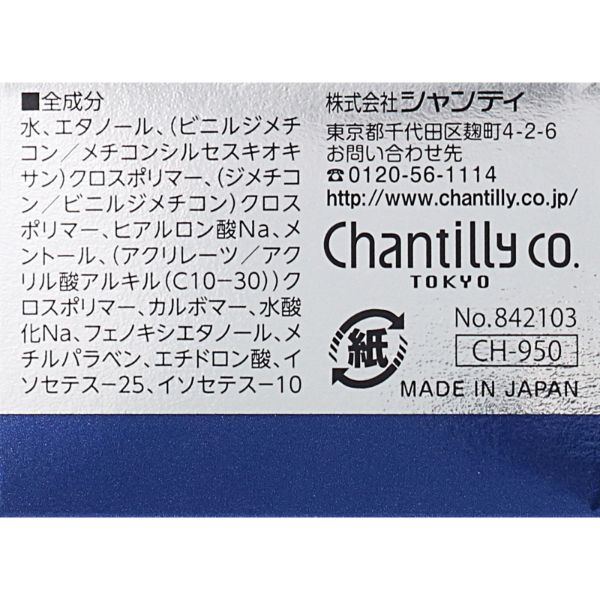 ■全成分
水、エタノール、(ビニルジメチ
コン／メチコンシルセスキオキ
サン)クロスポリマー、(ジメチコ
ン／ビニルジメチコン)クロス
ポリマー、ヒアルロン酸Na、メ
ントール、(アクリレーツ／アク
リル酸アルキル(C10−30))ク
ロスポリマー、カルボマー、水酸
化Na、フェノキシエタノール、メ
チルパラベン、エチドロン酸、イ
ソセテス−25、イソセテス−10
株式会社シャンティ
東京都千代田区麹町4-2-6
お問い合わせ先
☎0120-56-1114
http://www.chantilly.co.jp/
Chantilly co.
TOKYO
紙
No.842103
CH-950
MADE IN JAPAN